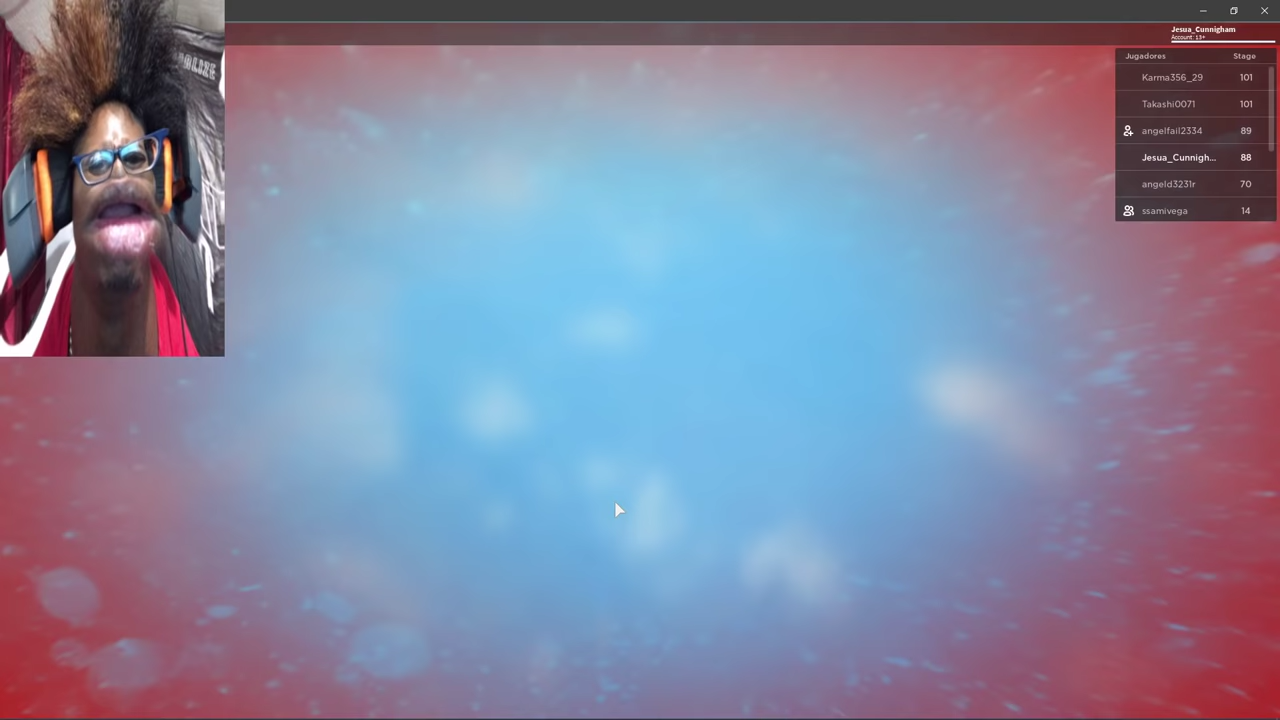 Jesua_Cunnigham
Account: 13+
Jugadores Stage
Karma356_29 101
Takashi0071 101
angelfail2334 89
Jesua_Cunnigh... 88
angeld3231r 70
ssamivega 14